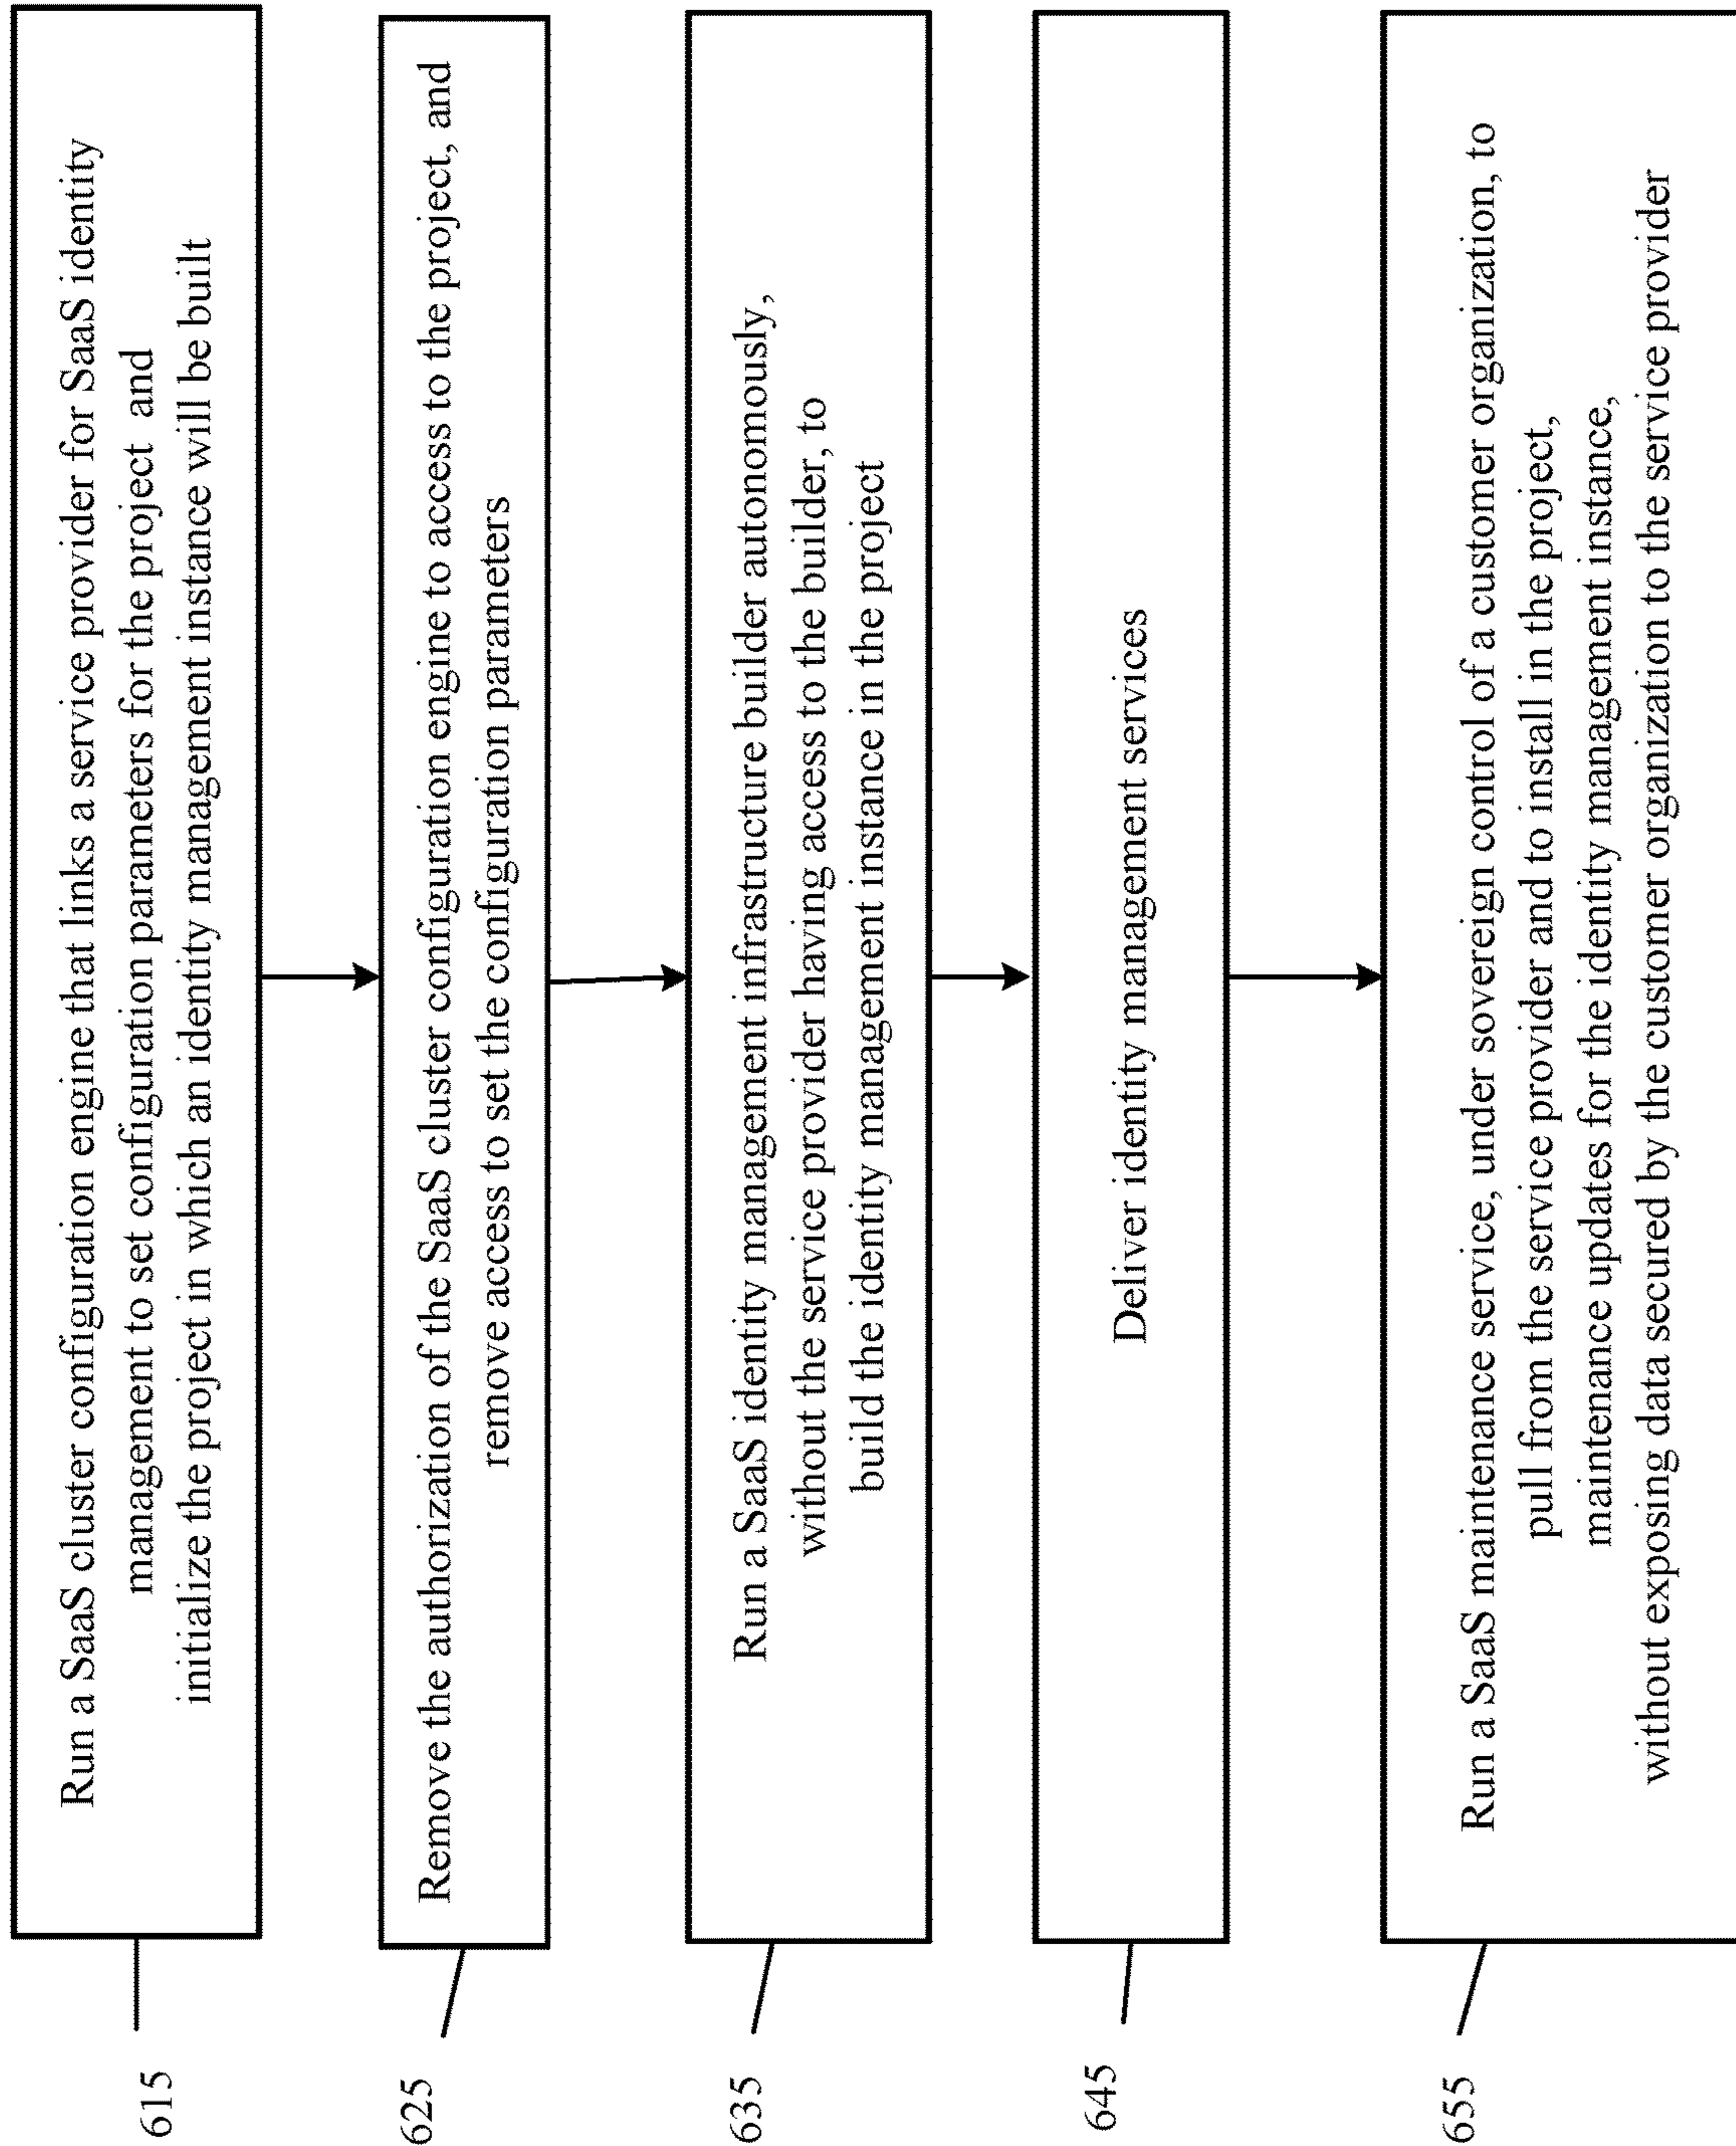 615
Run a SaaS cluster configuration engine that links a service provider for SaaS identity
management to set configuration parameters for the project and
initialize the project in which an identity management instance will be built
625
Remove the authorization of the SaaS cluster configuration engine to access to the project, and
remove access to set the configuration parameters
635
Run a SaaS identity management infrastructure builder autonomously,
without the service provider having access to the builder, to
build the identity management instance in the project
645
Deliver identity management services
655
Run a SaaS maintenance service, under sovereign control of a customer organization, to
pull from the service provider and to install in the project,
maintenance updates for the identity management instance,
without exposing data secured by the customer organization to the service provider